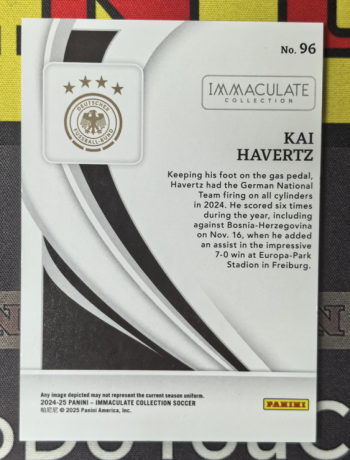 No. 96
IMMACULATE
COLLECTION
DEUTSCHER
FUSSBALL-BUND
KAI
HAVERTZ
Keeping his foot on the gas pedal,
Havertz had the German National
Team firing on all cylinders
in 2024. He scored six times
during the year, including
against Bosnia-Herzegovina
on Nov. 16, when he added
an assist in the impressive
7-0 win at Europa-Park
Stadium in Freiburg.
Any image depicted may not represent the current season uniform.
2024-25 PANINI – IMMACULATE COLLECTION SOCCER
帕尼尼 © 2025 Panini America, Inc.
PANINI